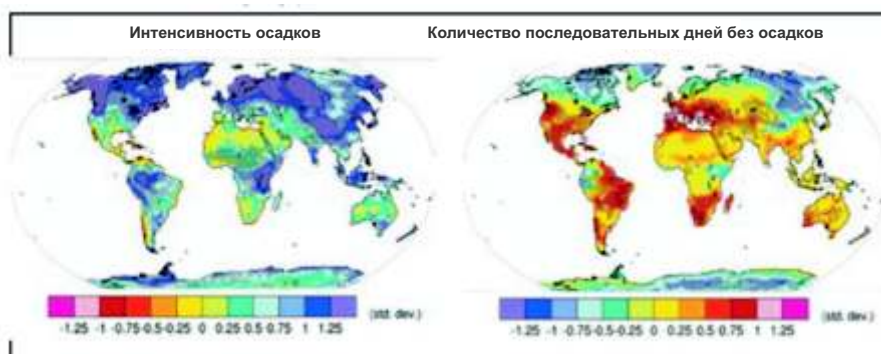 Интенсивность осадков
Количество последовательных дней без осадков
-1.25 -1 -0.75-0.5 -0.25 0 0.25 0.5 0.75 1 1.25 (std. dev.)
-1.25 -1 -0.75-0.5 -0.25 0 0.25 0.5 0.75 1 1.25 (std. dev.)